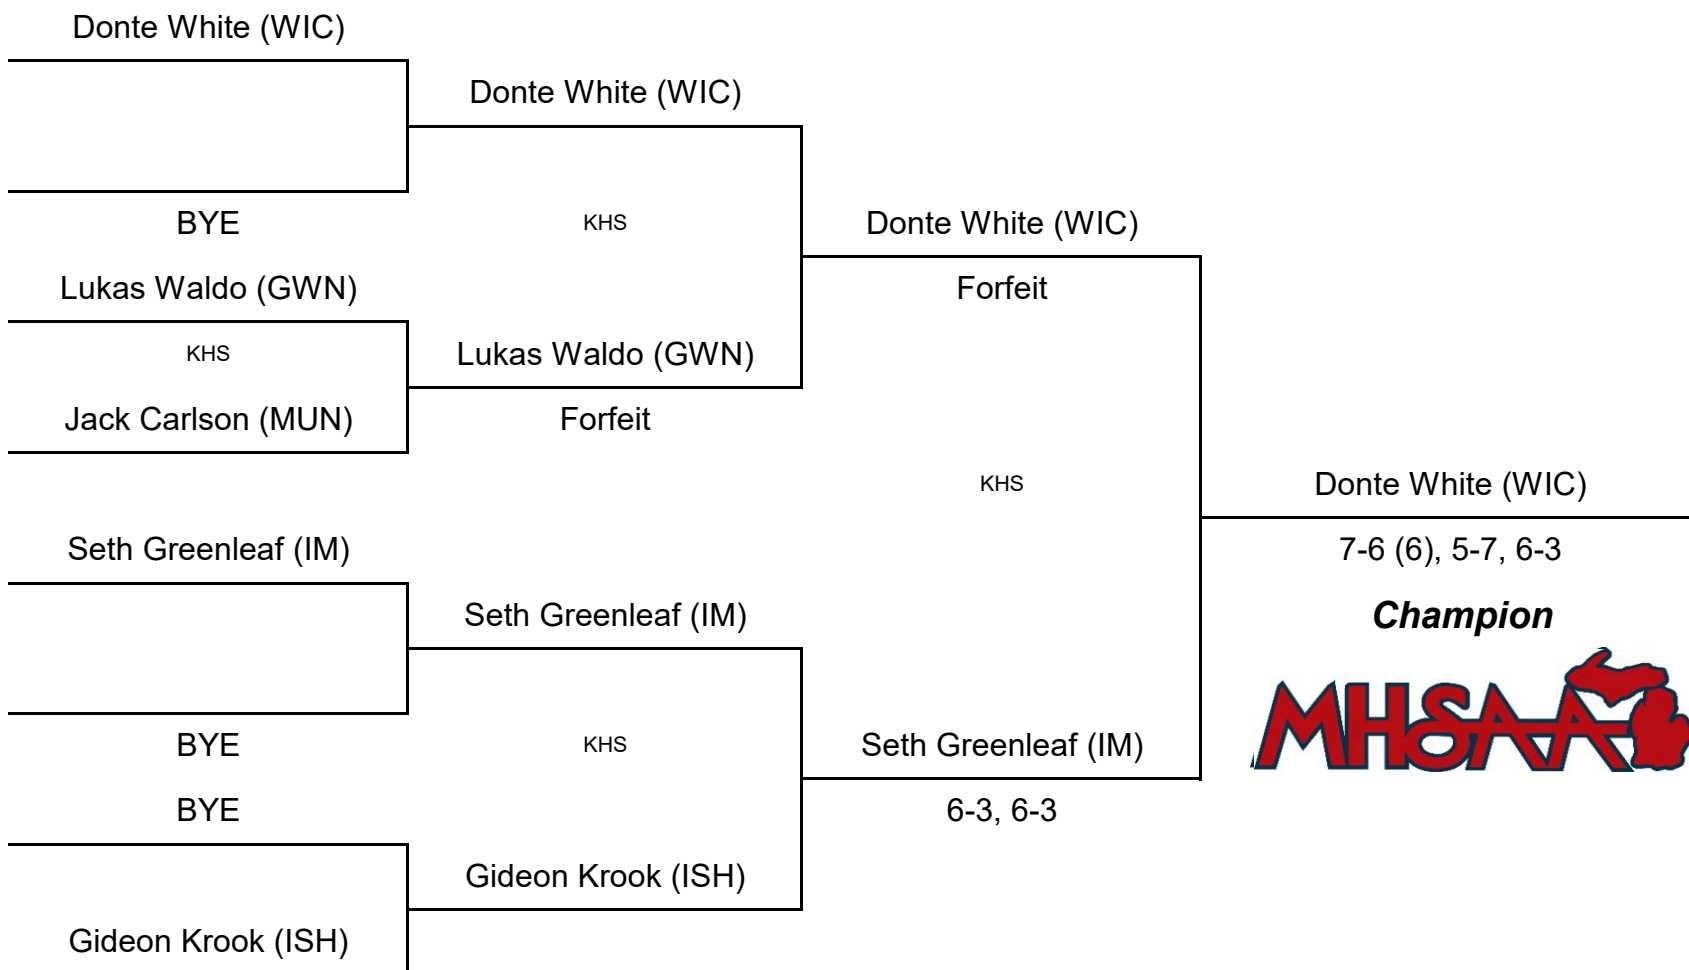 Donte White (WIC)
BYE
Lukas Waldo (GWN)
KHS
Jack Carlson (MUN)
Seth Greenleaf (IM)
BYE
BYE
Gideon Krook (ISH)
Donte White (WIC)
KHS
Lukas Waldo (GWN)
Forfeit
Seth Greenleaf (IM)
KHS
Gideon Krook (ISH)
Donte White (WIC)
Forfeit
KHS
Seth Greenleaf (IM)
6-3, 6-3
Donte White (WIC)
7-6 (6), 5-7, 6-3
Champion
MHSAA